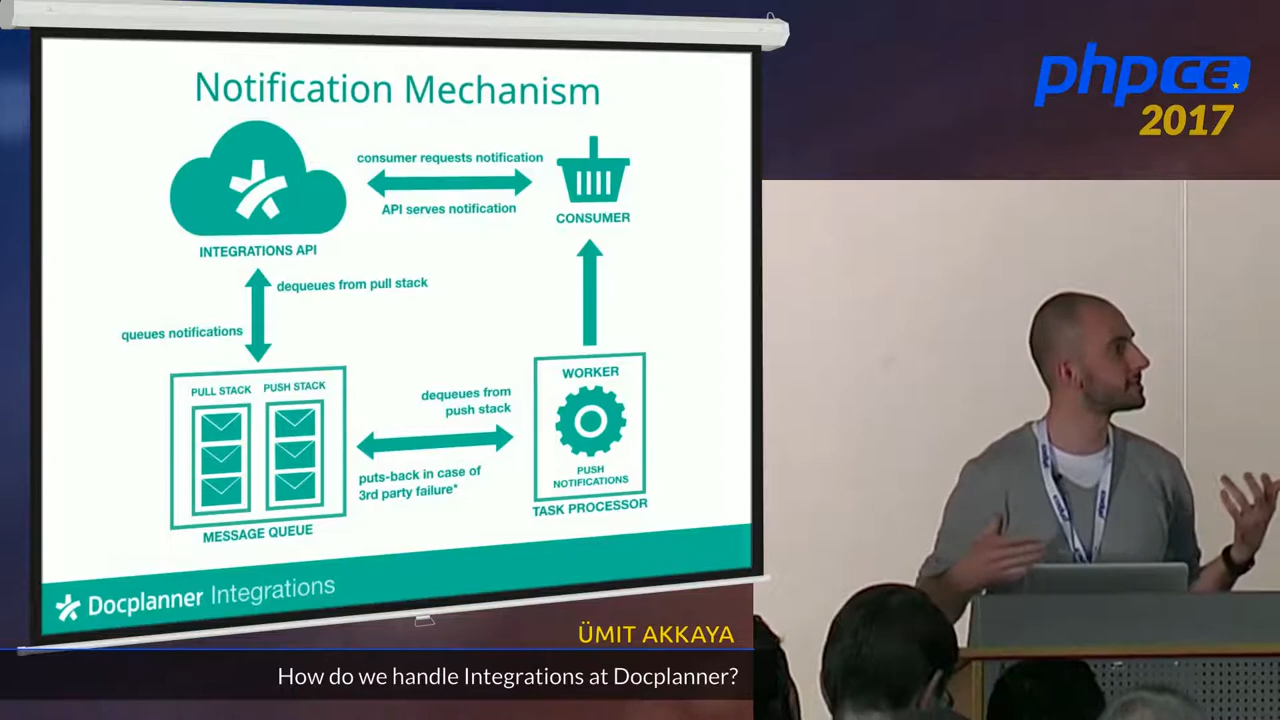 Notification Mechanism
consumer requests notification
API serves notification
CONSUMER
INTEGRATIONS API
dequeues from pull stack
queues notifications
PULL STACK
PUSH STACK
dequeues from
push stack
puts-back in case of
3rd party failure*
WORKER
PUSH
NOTIFICATIONS
TASK PROCESSOR
MESSAGE QUEUE
Docplanner Integrations
phpCE
2017
ÜMIT AKKAYA
How do we handle Integrations at Docplanner?